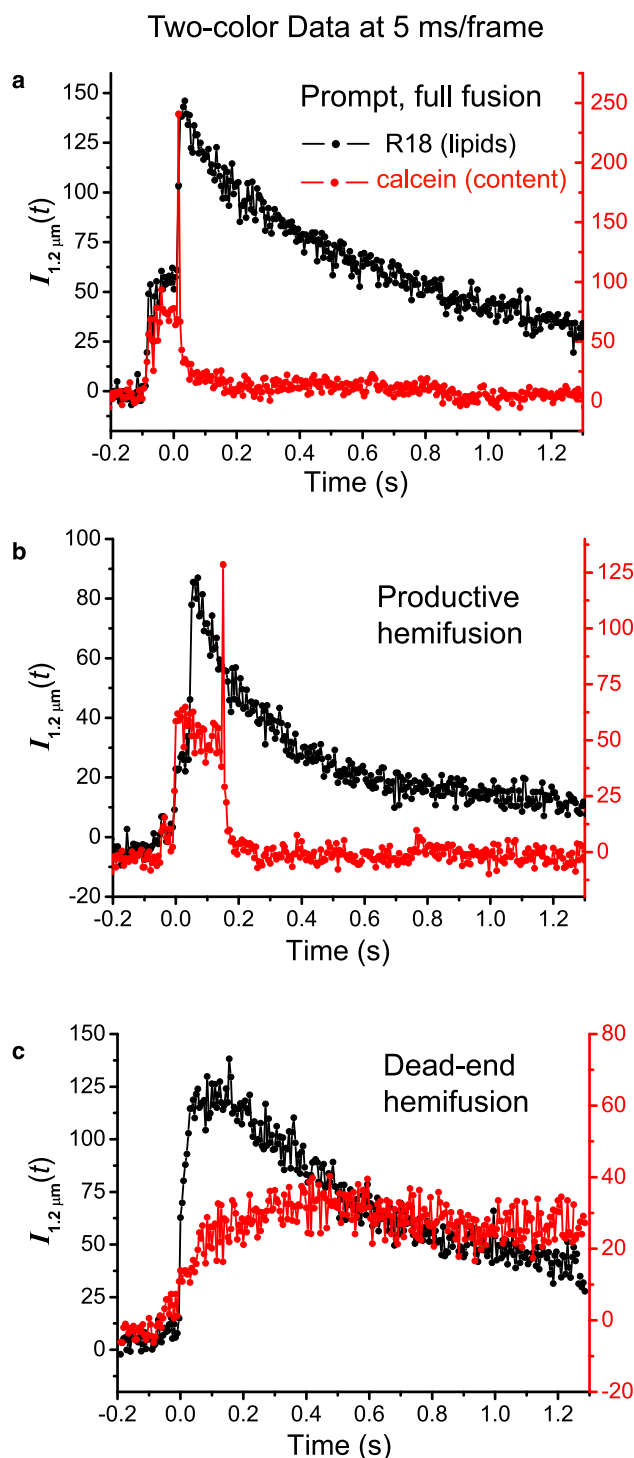 Two-color Data at 5 ms/frame
a
Prompt, full fusion
R18 (lipids)
calcein (content)
I1.2 μm(t)
150
125
100
75
50
25
0
250
200
150
100
50
0
-0.2 0.0 0.2 0.4 0.6 0.8 1.0 1.2
Time (s)
b
Productive
hemifusion
I1.2 μm(t)
100
80
60
40
20
0
-20
125
100
75
50
25
0
-0.2 0.0 0.2 0.4 0.6 0.8 1.0 1.2
Time (s)
c
Dead-end
hemifusion
I1.2 μm(t)
150
125
100
75
50
25
0
80
60
40
20
0
-20
-0.2 0.0 0.2 0.4 0.6 0.8 1.0 1.2
Time (s)